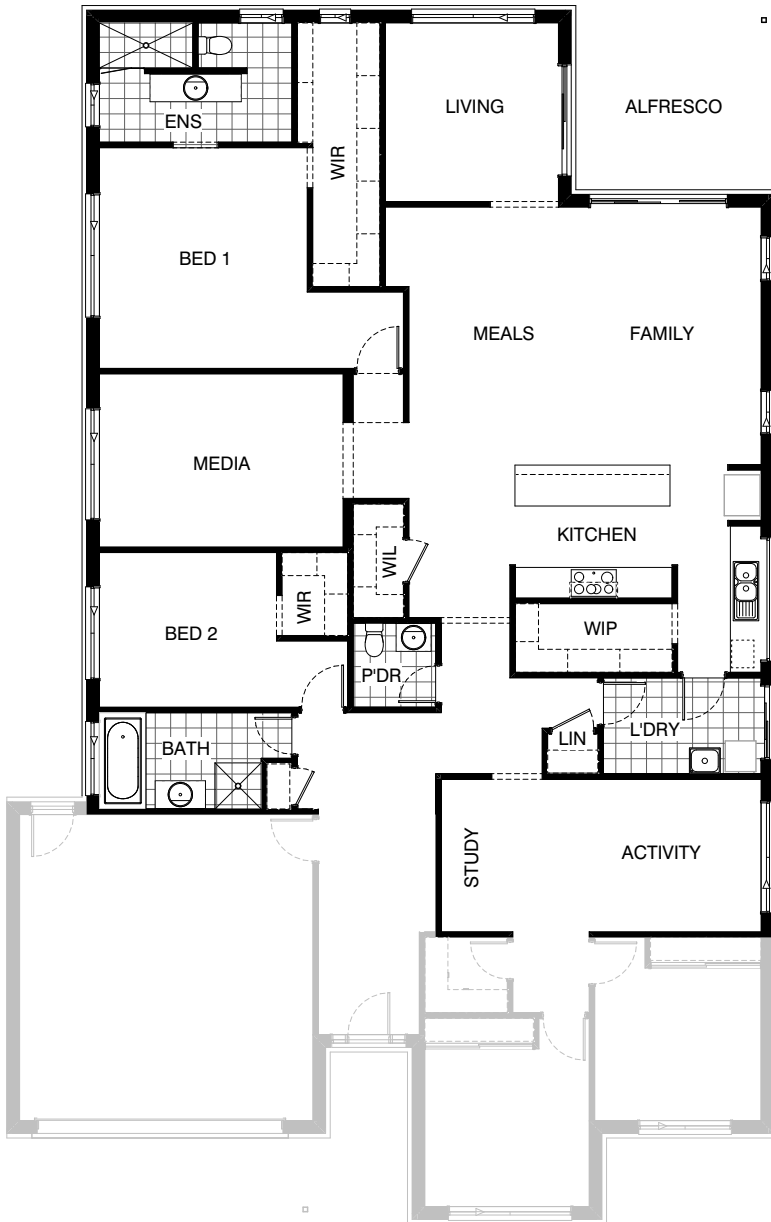 LIVING
ALFRESCO
ENS
WIR
BED 1
MEALS
FAMILY
MEDIA
KITCHEN
WIL
WIR
BED 2
WIP
P'DR
BATH
LIN
L'DRY
STUDY
ACTIVITY